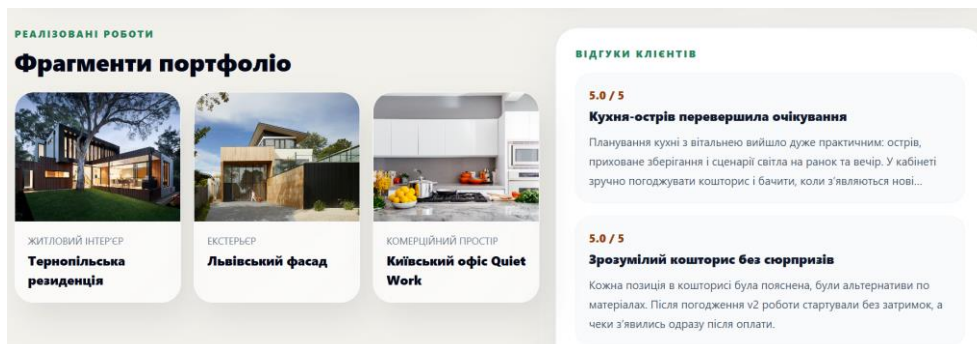 РЕАЛІЗОВАНІ РОБОТИ
Фрагменти портфоліо
ЖИТЛОВИЙ ІНТЕР'ЄР
Тернопільська
резиденція
ЕКСТЕРЬЄР
Львівський фасад
КОМЕРЦІЙНИЙ ПРОСТІР
Київський офіс Quiet
Work
ВІДГУКИ КЛІЄНТІВ
5.0 / 5
Кухня-острів перевершила очікування
Планування кухні з вітальнею вийшло дуже практичним: острів,
приховане зберігання і сценарії світла на ранок та вечір. У кабінеті
зручно погоджувати кошторис і бачити, коли з'являються нові...
5.0 / 5
Зрозумілий кошторис без сюрпризів
Кожна позиція в кошторисі була пояснена, були альтернативи по
матеріалах. Після погодження v2 роботи стартували без затримок, а
чеки з'явились одразу після оплати.